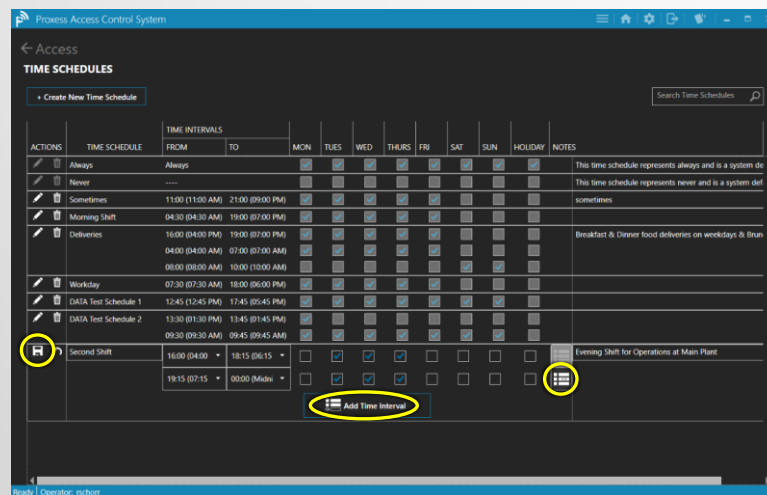 Proxess Access Control System
Access
TIME SCHEDULES
+ Create New Time Schedule
Search Time Schedules
TIME INTERVALS
ACTIONS TIME SCHEDULE FROM TO MON TUES WED THURS FRI SAT SUN HOLIDAY NOTES
Always Always This time schedule represents always and is a system de
Never ---- This time schedule represents never and is a system def
Sometimes 11:00 (11:00 AM) 21:00 (09:00 PM) sometimes
Morning Shift 04:30 (04:30 AM) 19:00 (07:00 PM)
Deliveries 16:00 (04:00 PM) 19:00 (07:00 PM) Breakfast & Dinner food deliveries on weekdays & Brun
04:00 (04:00 AM) 07:00 (07:00 AM)
08:00 (08:00 AM) 10:00 (10:00 AM)
Workday 07:30 (07:30 AM) 18:00 (06:00 PM)
DATA Test Schedule 1 12:45 (12:45 PM) 17:45 (05:45 PM)
DATA Test Schedule 2 13:30 (01:30 PM) 13:45 (01:45 PM)
09:30 (09:30 AM) 09:45 (09:45 AM)
Second Shift 16:00 (04:00 18:15 (06:15 Evening Shift for Operations at Main Plant
19:15 (07:15 00:00 (Midni
Add Time Interval
Ready Operator: rschorr